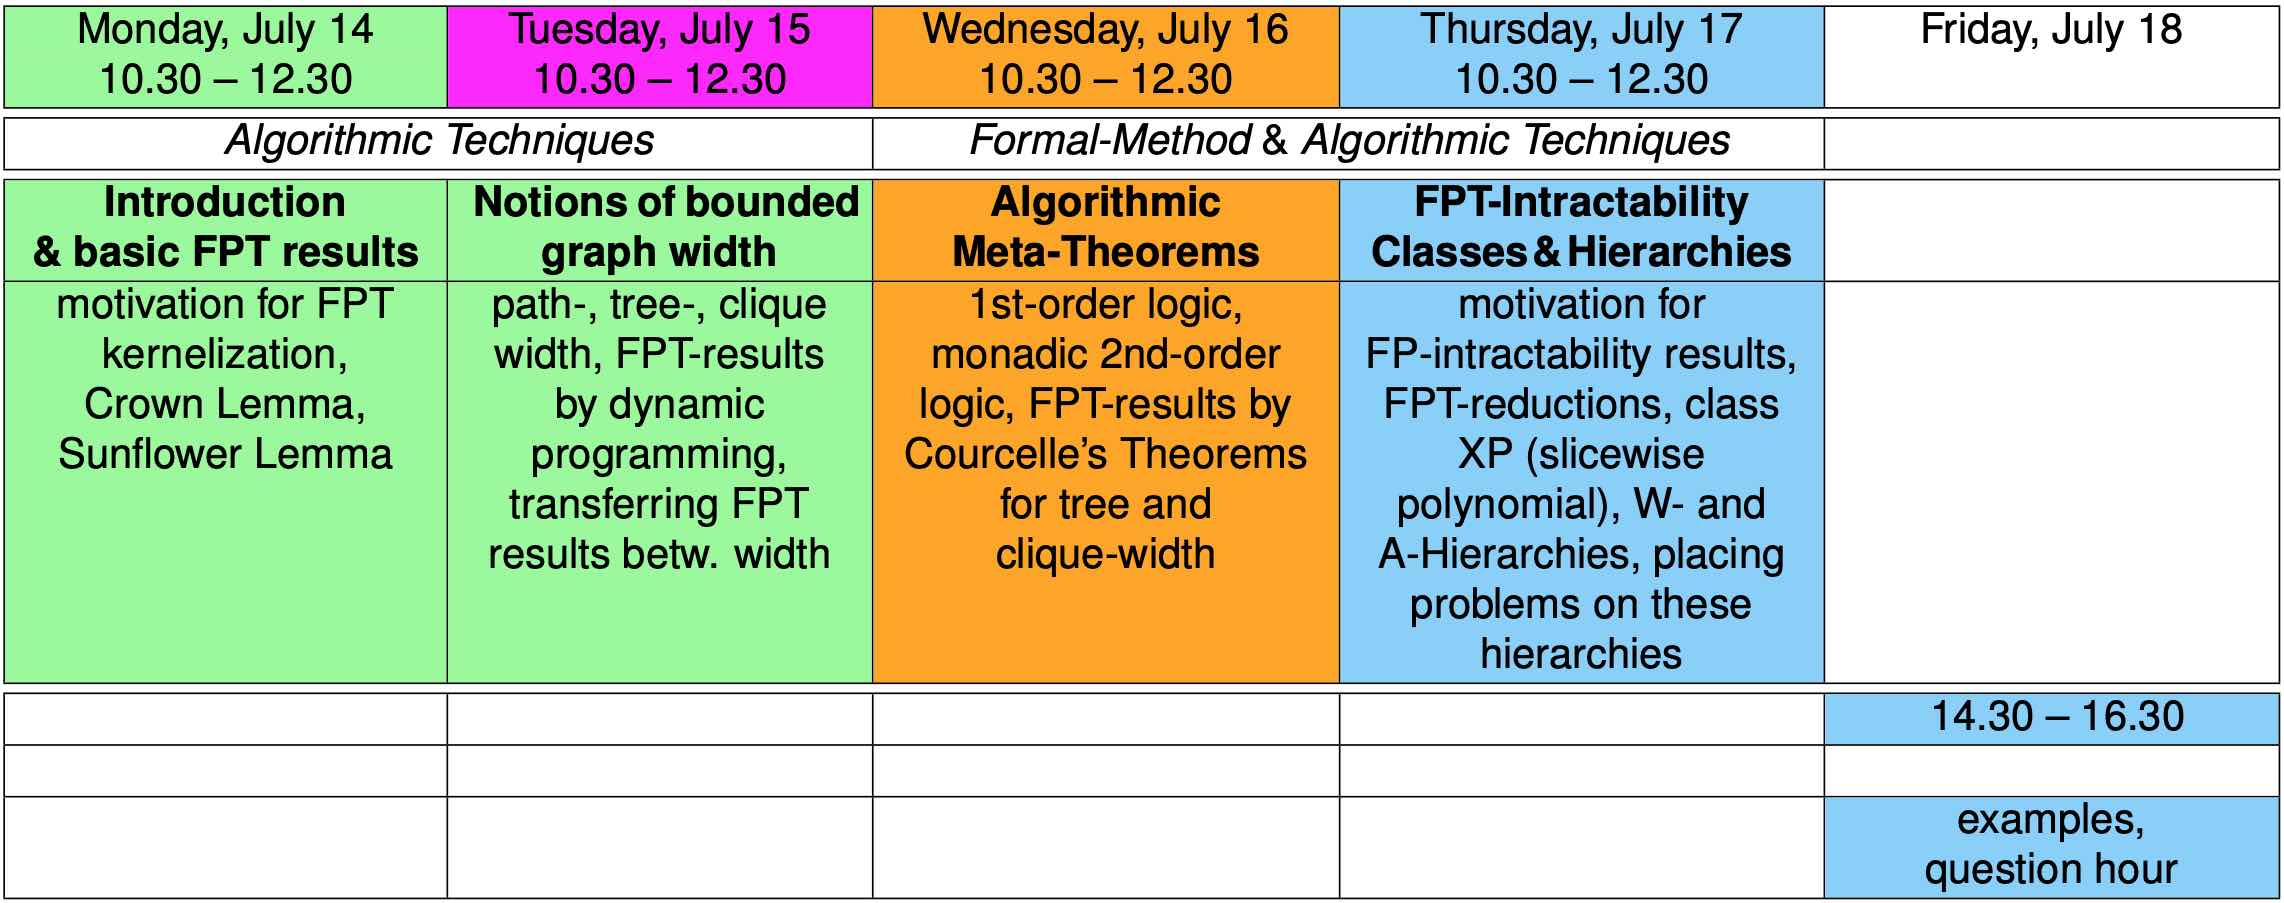 Monday, July 14
10.30 – 12.30
Tuesday, July 15
10.30 – 12.30
Wednesday, July 16
10.30 – 12.30
Thursday, July 17
10.30 – 12.30
Friday, July 18
Algorithmic Techniques
Formal-Method & Algorithmic Techniques
Introduction
& basic FPT results
Notions of bounded
graph width
Algorithmic
Meta-Theorems
FPT-Intractability
Classes & Hierarchies
motivation for FPT
kernelization,
Crown Lemma,
Sunflower Lemma
path-, tree-, clique
width, FPT-results
by dynamic
programming,
transferring FPT
results betw. width
1st-order logic,
monadic 2nd-order
logic, FPT-results by
Courcelle’s Theorems
for tree and
clique-width
motivation for
FP-intractability results,
FPT-reductions, class
XP (slicewise
polynomial), W- and
A-Hierarchies, placing
problems on these
hierarchies
14.30 – 16.30
examples,
question hour